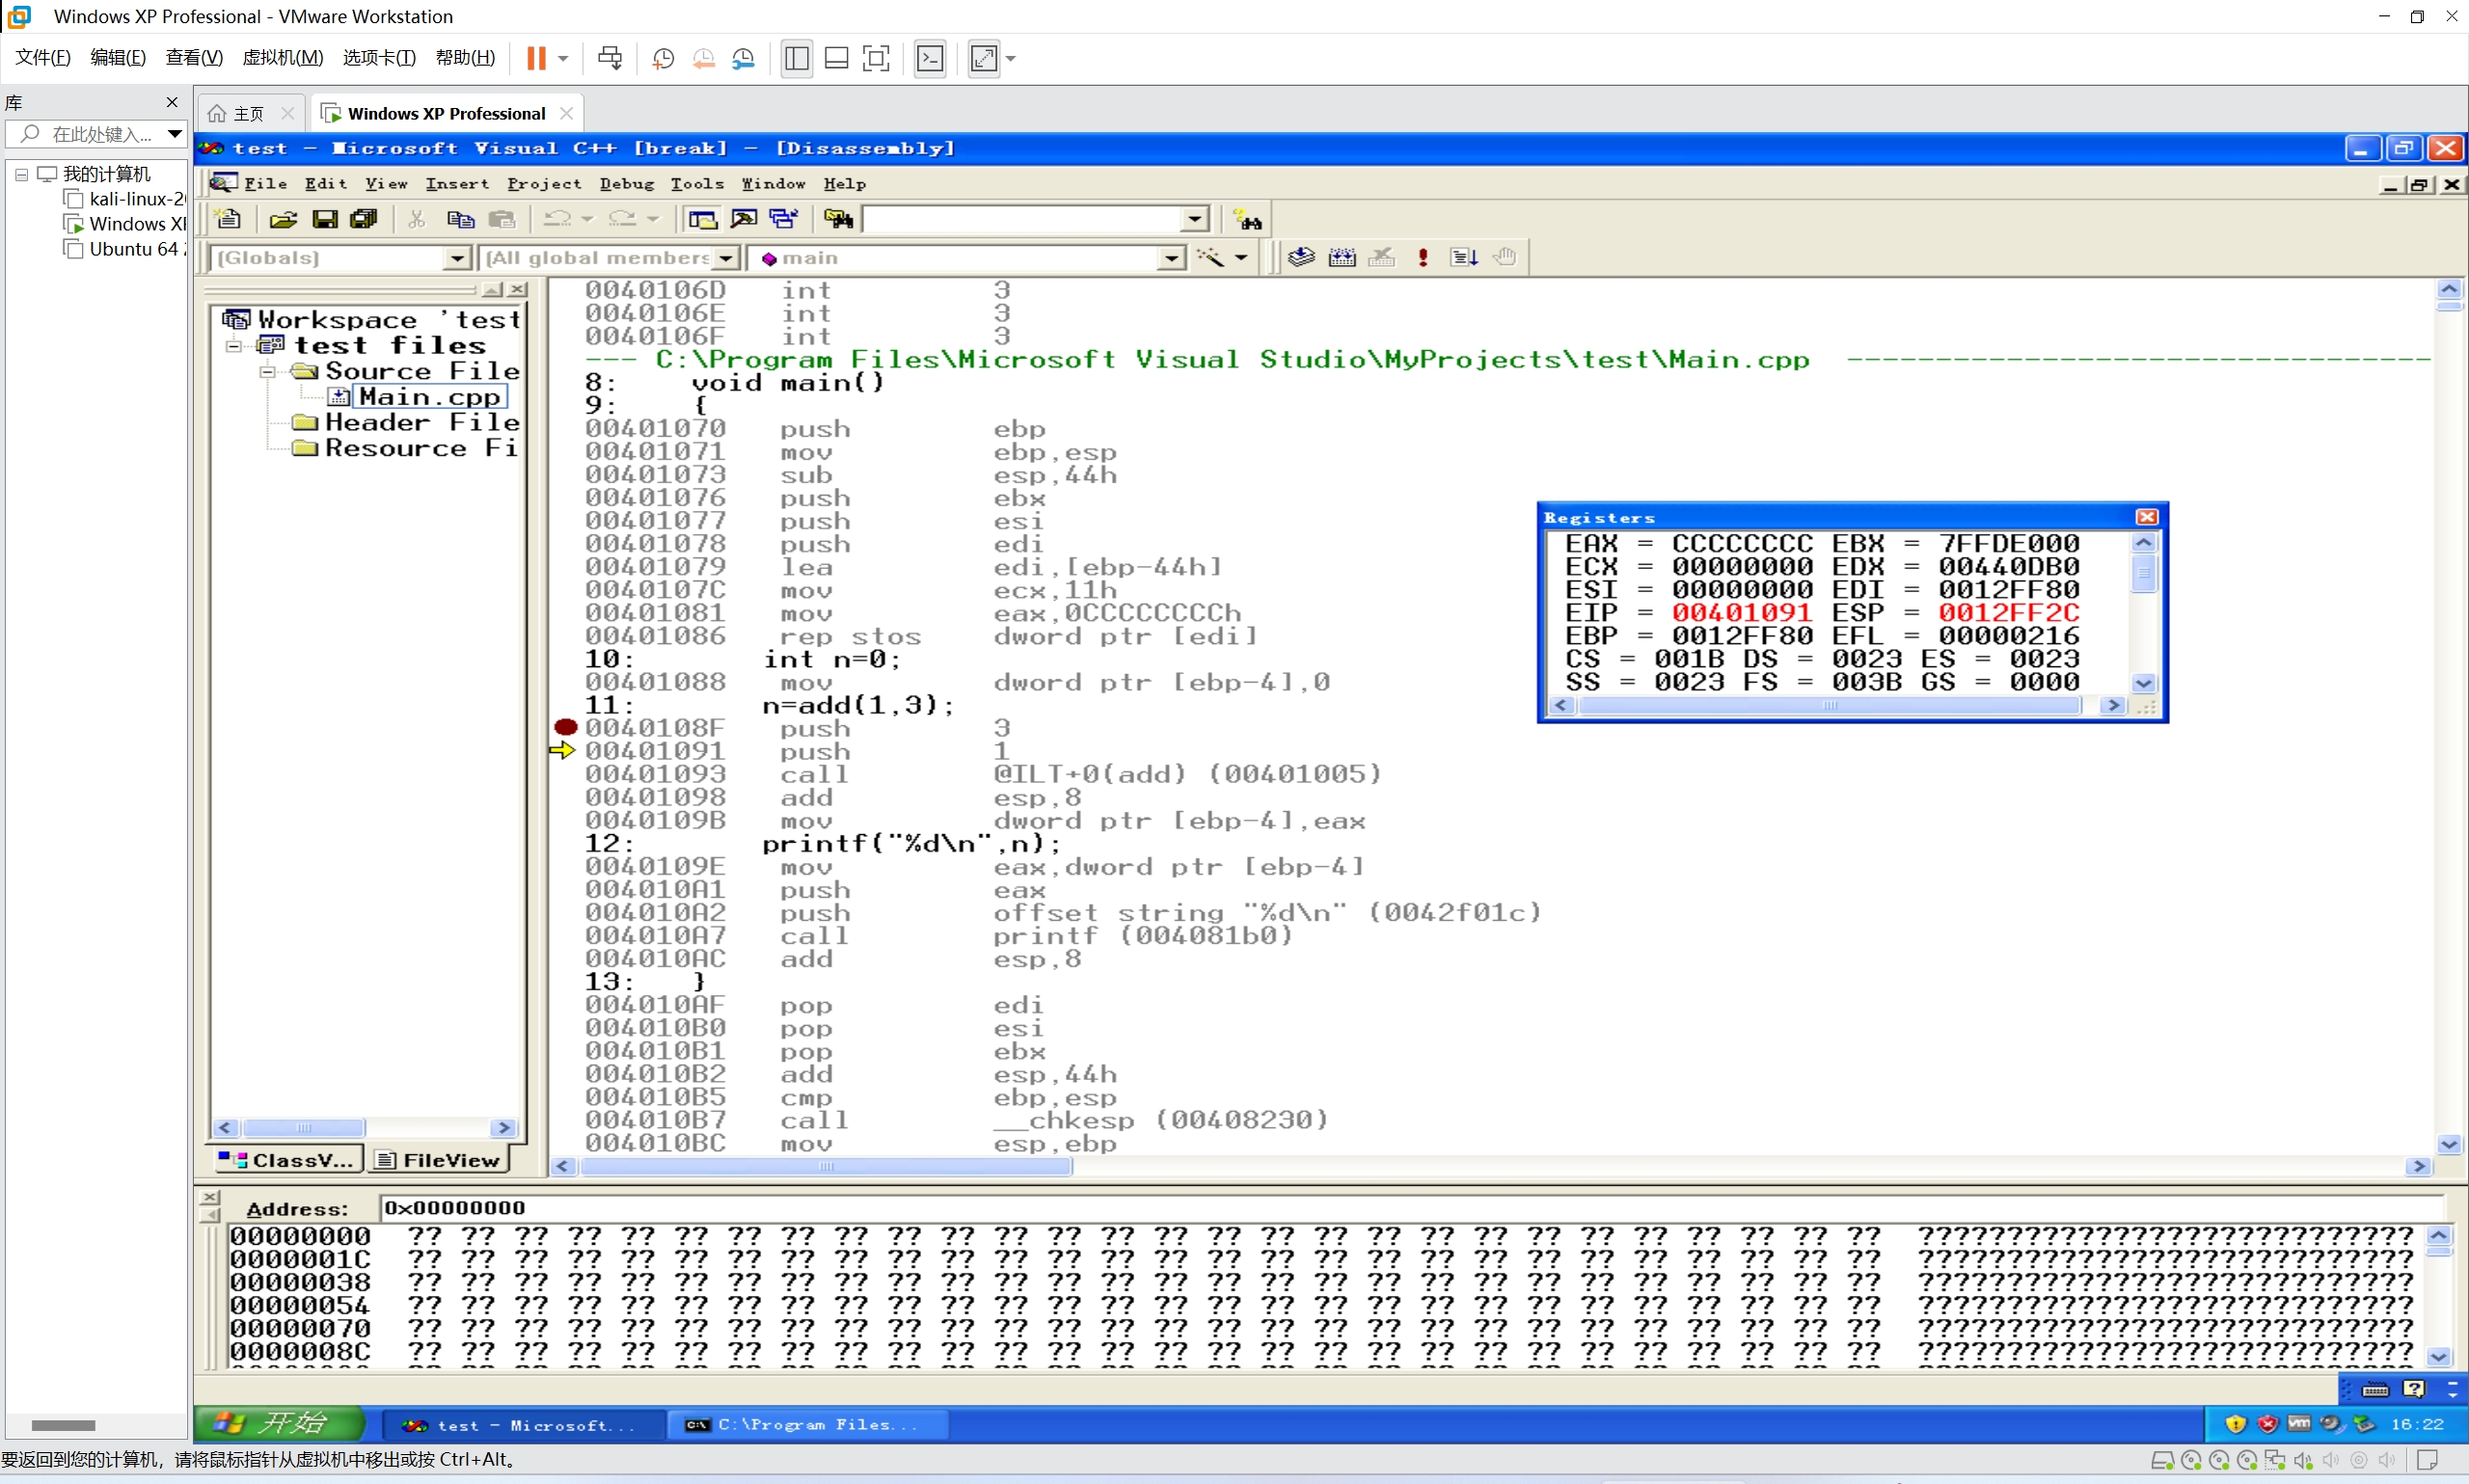 Windows XP Professional - VMware Workstation
文件(F) 编辑(E) 查看(V) 虚拟机(M) 选项卡(T) 帮助(H)
库
在此处键入...
主页
Windows XP Professional
我的计算机
kali-linux-2
Windows XP
Ubuntu 64
test - Microsoft Visual C++ [break] - [Disassembly]
File Edit View Insert Project Debug Tools Window Help
(Globals)
(All global members
main
Workspace 'test
test files
Source File
Main.cpp
Header File
Resource Fi
ClassV...
FileView
0040106D int 3
0040106E int 3
0040106F int 3
--- C:\Program Files\Microsoft Visual Studio\MyProjects\test\Main.cpp ---------------------------------
8: void main()
9: {
00401070 push ebp
00401071 mov ebp,esp
00401073 sub esp,44h
00401076 push ebx
00401077 push esi
00401078 push edi
00401079 lea edi,[ebp-44h]
0040107C mov ecx,11h
00401081 mov eax,0CCCCCCCCh
00401086 rep stos dword ptr [edi]
10: int n=0;
00401088 mov dword ptr [ebp-4],0
11: n=add(1,3);
0040108F push 3
00401091 push 1
00401093 call @ILT+0(add) (00401005)
00401098 add esp,8
0040109B mov dword ptr [ebp-4],eax
12: printf("%d\n",n);
0040109E mov eax,dword ptr [ebp-4]
004010A1 push eax
004010A2 push offset string "%d\n" (0042f01c)
004010A7 call printf (004081b0)
004010AC add esp,8
13: }
004010AF pop edi
004010B0 pop esi
004010B1 pop ebx
004010B2 add esp,44h
004010B5 cmp ebp,esp
004010B7 call __chkesp (00408230)
004010BC mov esp,ebp
Registers
EAX = CCCCCCCC EBX = 7FFDE000
ECX = 00000000 EDX = 00440DB0
ESI = 00000000 EDI = 0012FF80
EIP = 00401091 ESP = 0012FF2C
EBP = 0012FF80 EFL = 00000216
CS = 001B DS = 0023 ES = 0023
SS = 0023 FS = 003B GS = 0000
Address: 0x00000000
00000000 ?? ?? ?? ?? ?? ?? ?? ?? ?? ?? ?? ?? ?? ?? ?? ?? ?? ?? ?? ?? ?? ?? ?? ?? ?? ?? ?? ?? ????????????????????????????
0000001C ?? ?? ?? ?? ?? ?? ?? ?? ?? ?? ?? ?? ?? ?? ?? ?? ?? ?? ?? ?? ?? ?? ?? ?? ?? ?? ?? ?? ????????????????????????????
00000038 ?? ?? ?? ?? ?? ?? ?? ?? ?? ?? ?? ?? ?? ?? ?? ?? ?? ?? ?? ?? ?? ?? ?? ?? ?? ?? ?? ?? ????????????????????????????
00000054 ?? ?? ?? ?? ?? ?? ?? ?? ?? ?? ?? ?? ?? ?? ?? ?? ?? ?? ?? ?? ?? ?? ?? ?? ?? ?? ?? ?? ????????????????????????????
00000070 ?? ?? ?? ?? ?? ?? ?? ?? ?? ?? ?? ?? ?? ?? ?? ?? ?? ?? ?? ?? ?? ?? ?? ?? ?? ?? ?? ?? ????????????????????????????
0000008C ?? ?? ?? ?? ?? ?? ?? ?? ?? ?? ?? ?? ?? ?? ?? ?? ?? ?? ?? ?? ?? ?? ?? ?? ?? ?? ?? ?? ????????????????????????????
开始
test - Microsoft...
C:\Program Files...
16:22
要返回到您的计算机，请将鼠标指针从虚拟机中移出或按 Ctrl+Alt。